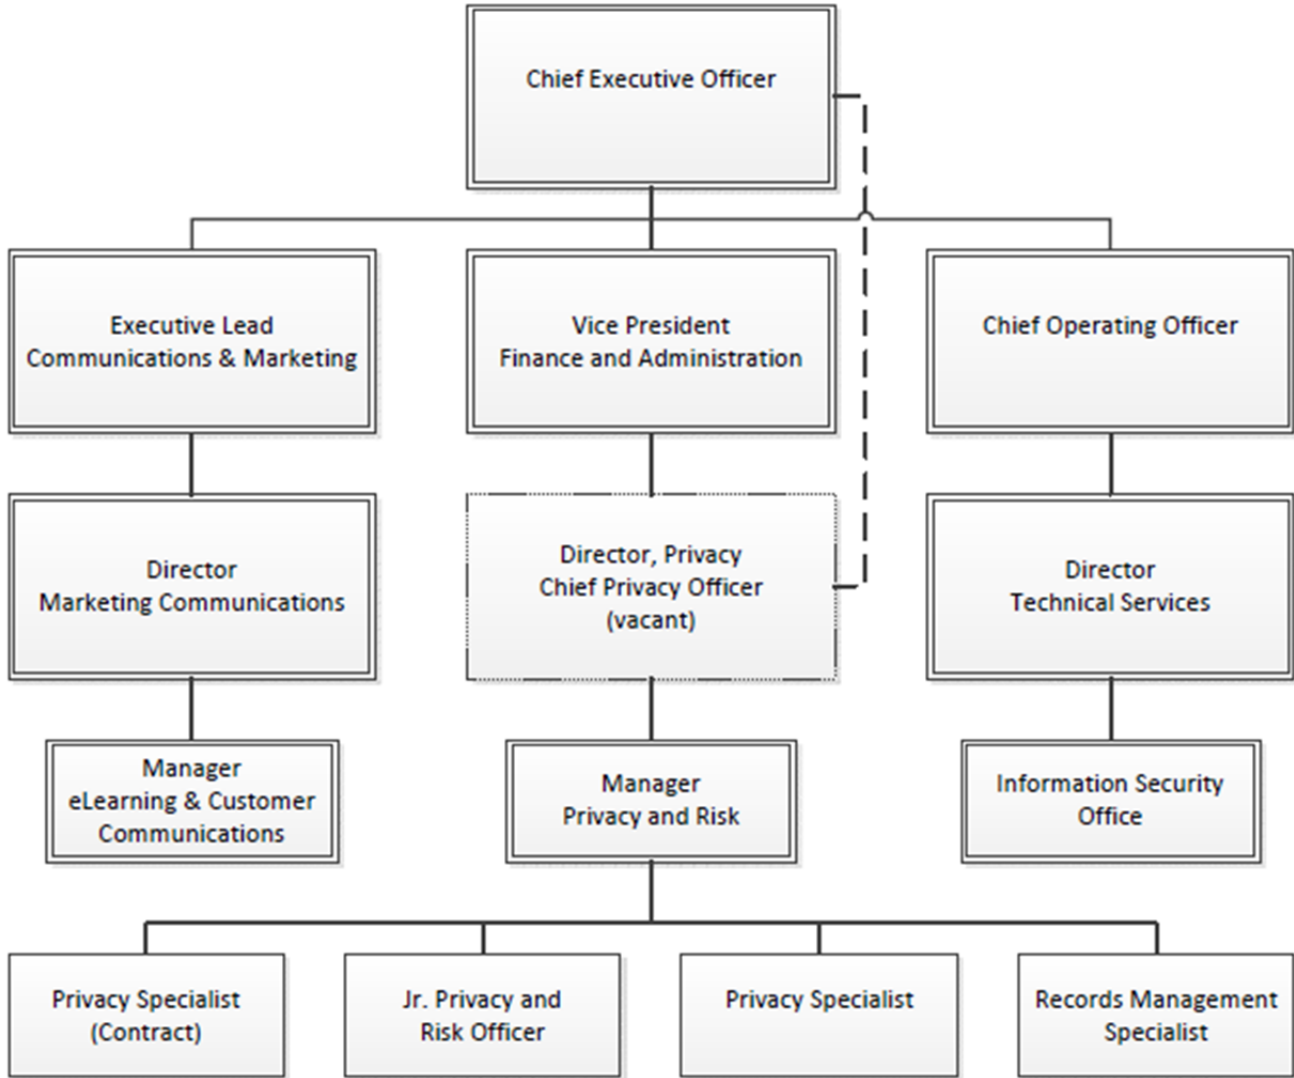 Chief Executive Officer
Executive Lead
Communications & Marketing
Vice President
Finance and Administration
Chief Operating Officer
Director
Marketing Communications
Director, Privacy
Chief Privacy Officer
(vacant)
Director
Technical Services
Manager
eLearning & Customer
Communications
Manager
Privacy and Risk
Information Security
Office
Privacy Specialist
(Contract)
Jr. Privacy and
Risk Officer
Privacy Specialist
Records Management
Specialist